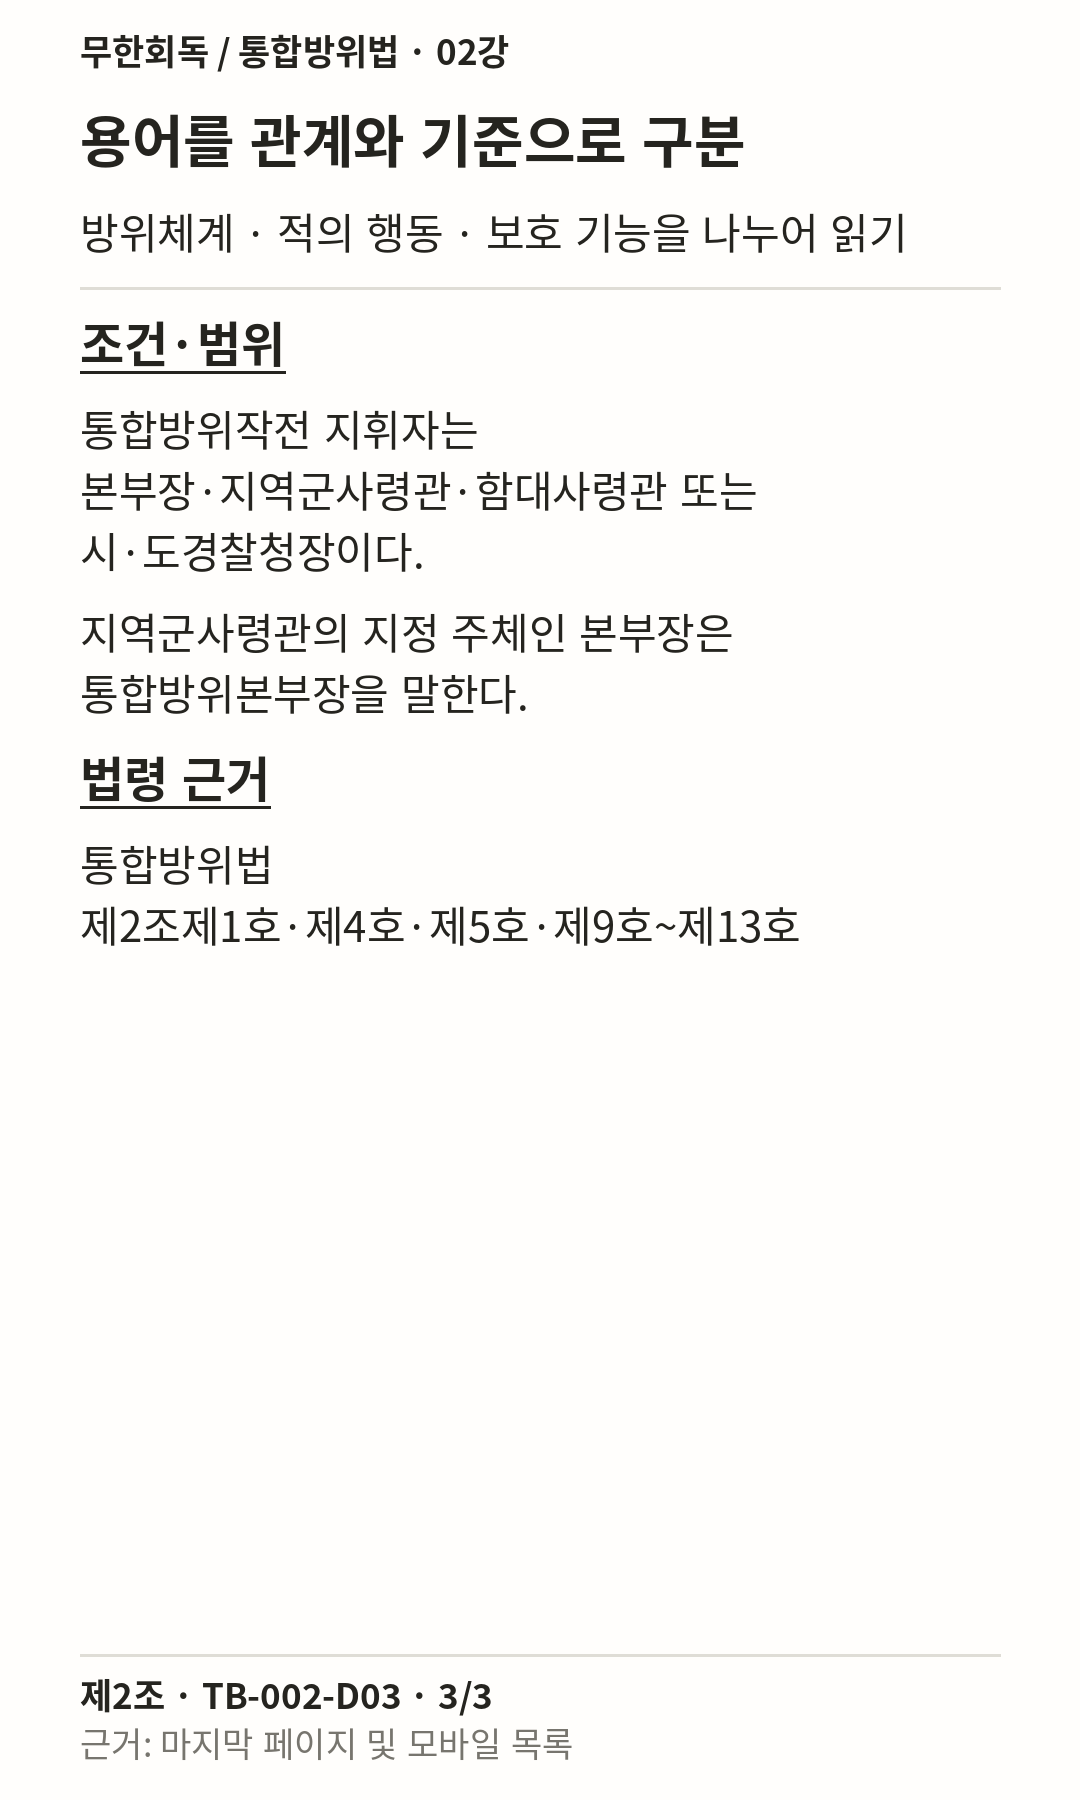 무한회독 / 통합방위법 · 02강
용어를 관계와 기준으로 구분
방위체계 · 적의 행동 · 보호 기능을 나누어 읽기
조건·범위
통합방위작전 지휘자는
본부장·지역군사령관·함대사령관 또는
시·도경찰청장이다.
지역군사령관의 지정 주체인 본부장은
통합방위본부장을 말한다.
법령 근거
통합방위법
제2조제1호·제4호·제5호·제9호~제13호
제2조 · TB-002-D03 · 3/3
근거: 마지막 페이지 및 모바일 목록